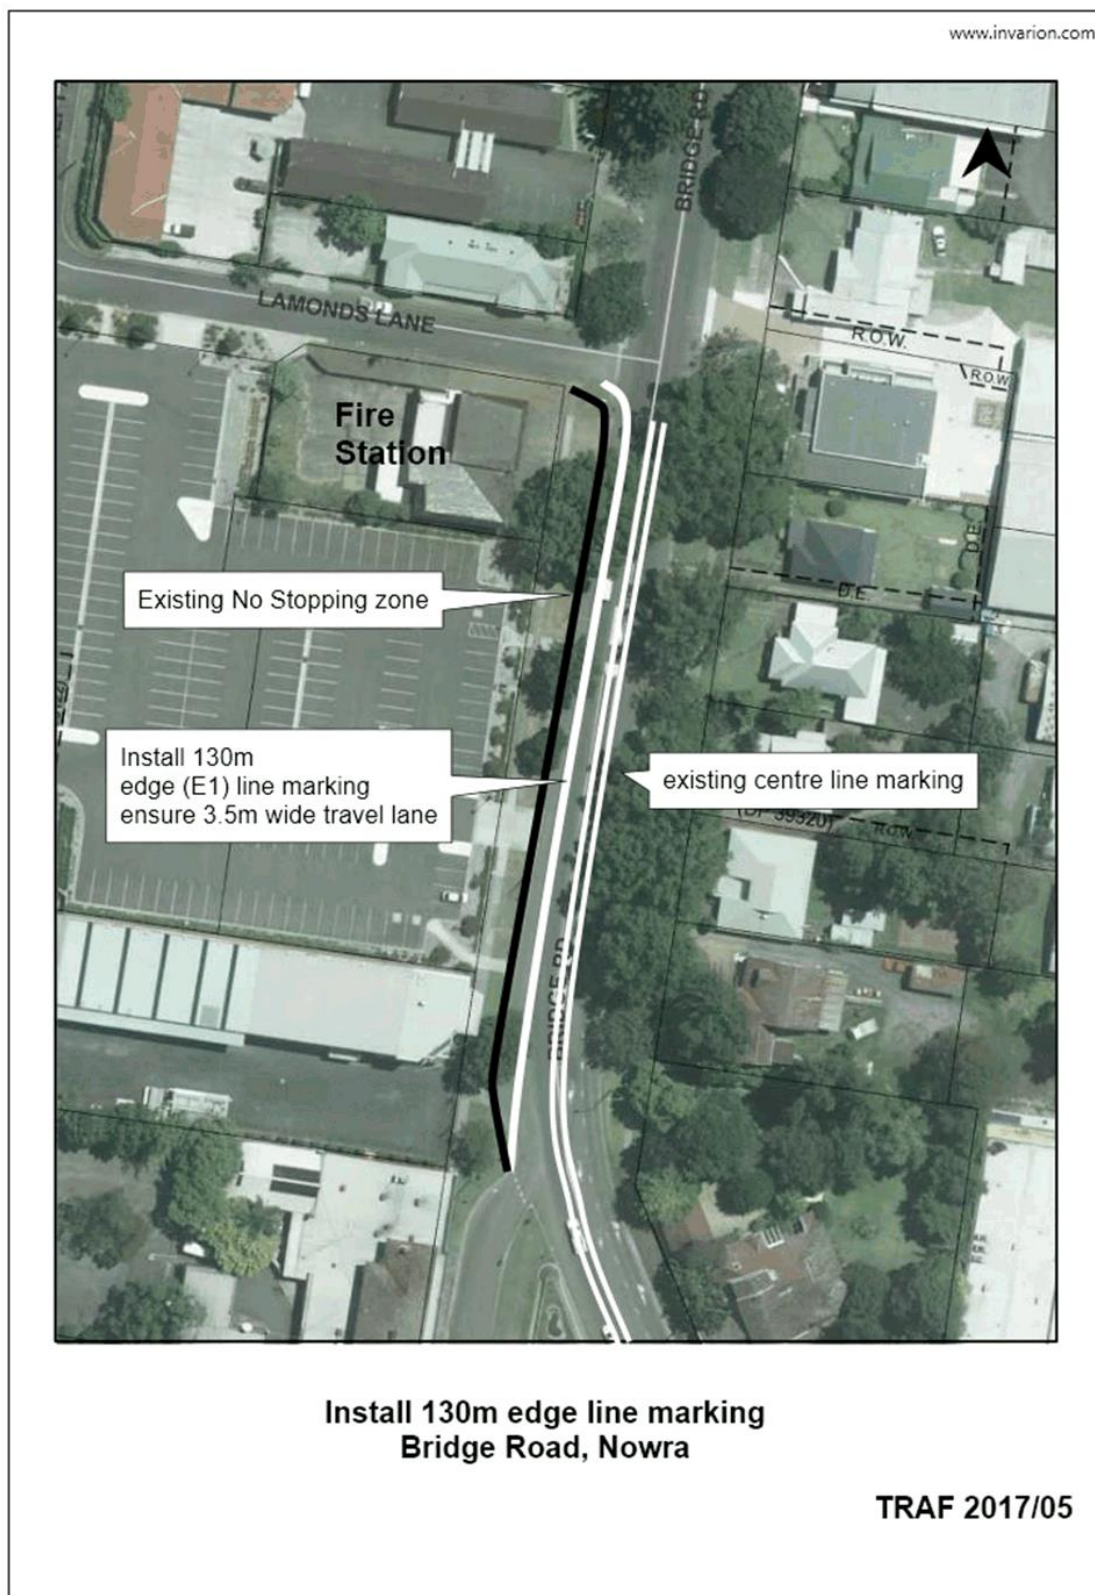 www.invarion.com
BRIDGE RD
LAMONDS LANE
R.O.W.
R.O.W
Fire
Station
D.E.
D.E.
Existing No Stopping zone
Install 130m
edge (E1) line marking
ensure 3.5m wide travel lane
existing centre line marking
(DP 39320)
R.O.W.
BRIDGE RD
Install 130m edge line marking
Bridge Road, Nowra
TRAF 2017/05